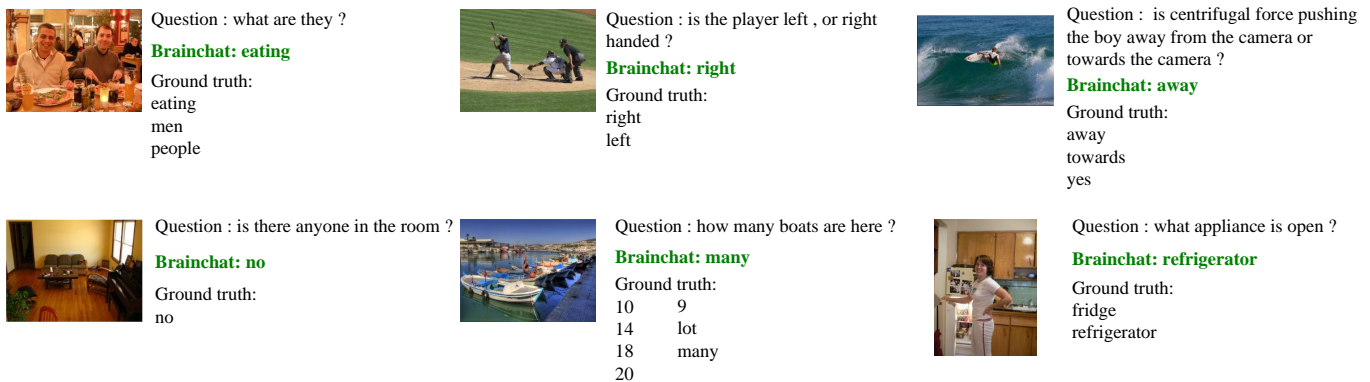 Question : what are they ?
Brainchat: eating
Ground truth:
eating
men
people
Question : is the player left , or right
handed ?
Brainchat: right
Ground truth:
right
left
Question :  is centrifugal force pushing
the boy away from the camera or
towards the camera ?
Brainchat: away
Ground truth:
away
towards
yes
Question : is there anyone in the room ?
Brainchat: no
Ground truth:
no
Question : how many boats are here ?
Brainchat: many
Ground truth:
10 9
14 lot
18 many
20
Question : what appliance is open ?
Brainchat: refrigerator
Ground truth:
fridge
refrigerator